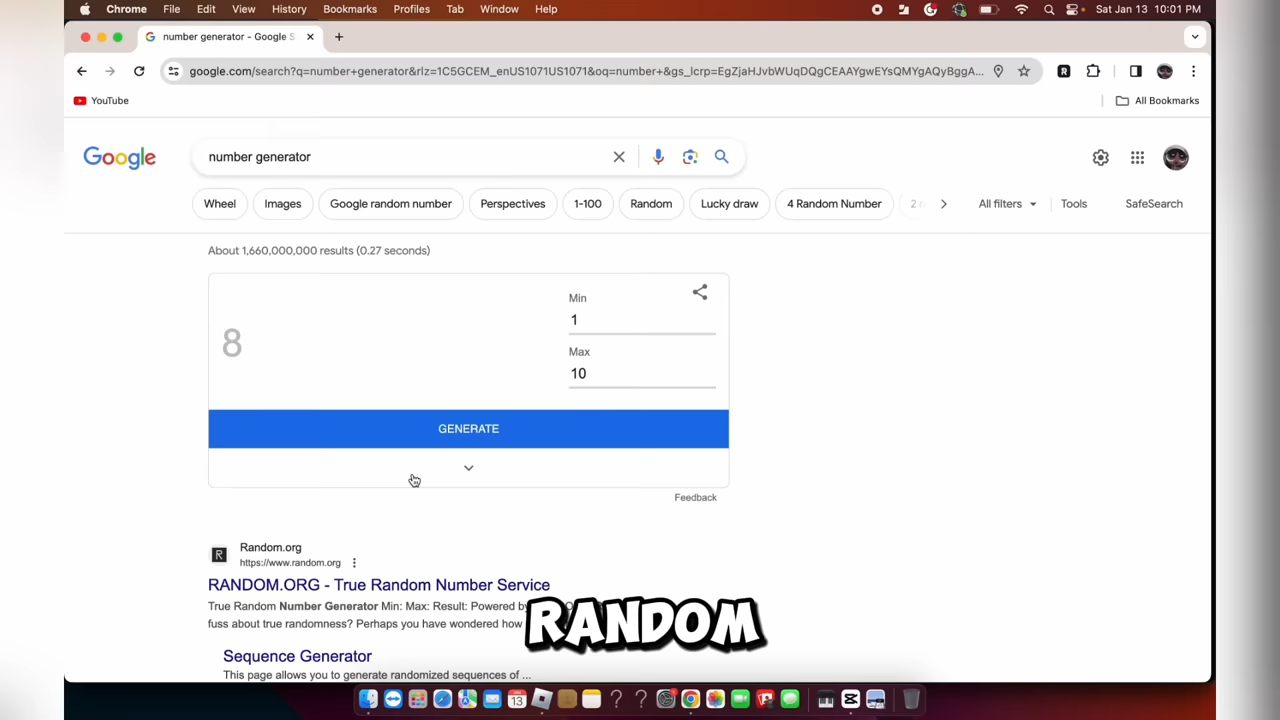 Chrome File Edit View History Bookmarks Profiles Tab Window Help Sat Jan 13 10:01 PM
number generator - Google S
google.com/search?q=number+generator&rlz=1C5GCEM_enUS1071US1071&oq=number+&gs_lcrp=EgZjaHJvbWUqDQgCEAAYgwEYsQMYgAQyBggA...
YouTube All Bookmarks
Google number generator
Wheel Images Google random number Perspectives 1-100 Random Lucky draw 4 Random Number All filters Tools SafeSearch
About 1,660,000,000 results (0.27 seconds)
Min
1
8
Max
10
GENERATE
Feedback
Random.org
https://www.random.org
RANDOM.ORG - True Random Number Service
True Random Number Generator Min: Max: Result: Powered by
fuss about true randomness? Perhaps you have wondered how
RANDOM
Sequence Generator
This page allows you to generate randomized sequences of ...
13